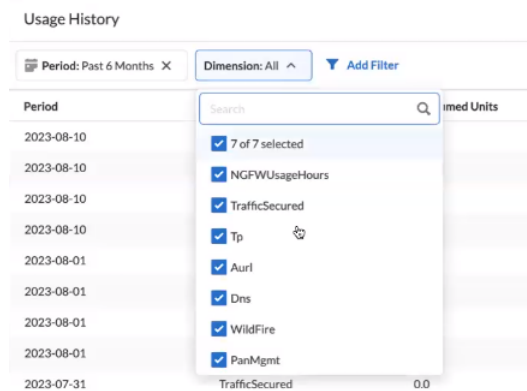 Usage History
Period: Past 6 Months X Dimension: All Add Filter
Period umed Units
Search
2023-08-10
7 of 7 selected
2023-08-10
NGFWUsageHours
2023-08-10
TrafficSecured
2023-08-10
Tp
2023-08-01
Aurl
2023-08-01
Dns
2023-08-01
WildFire
2023-08-01
PanMgmt
2023-07-31 TrafficSecured 0.0